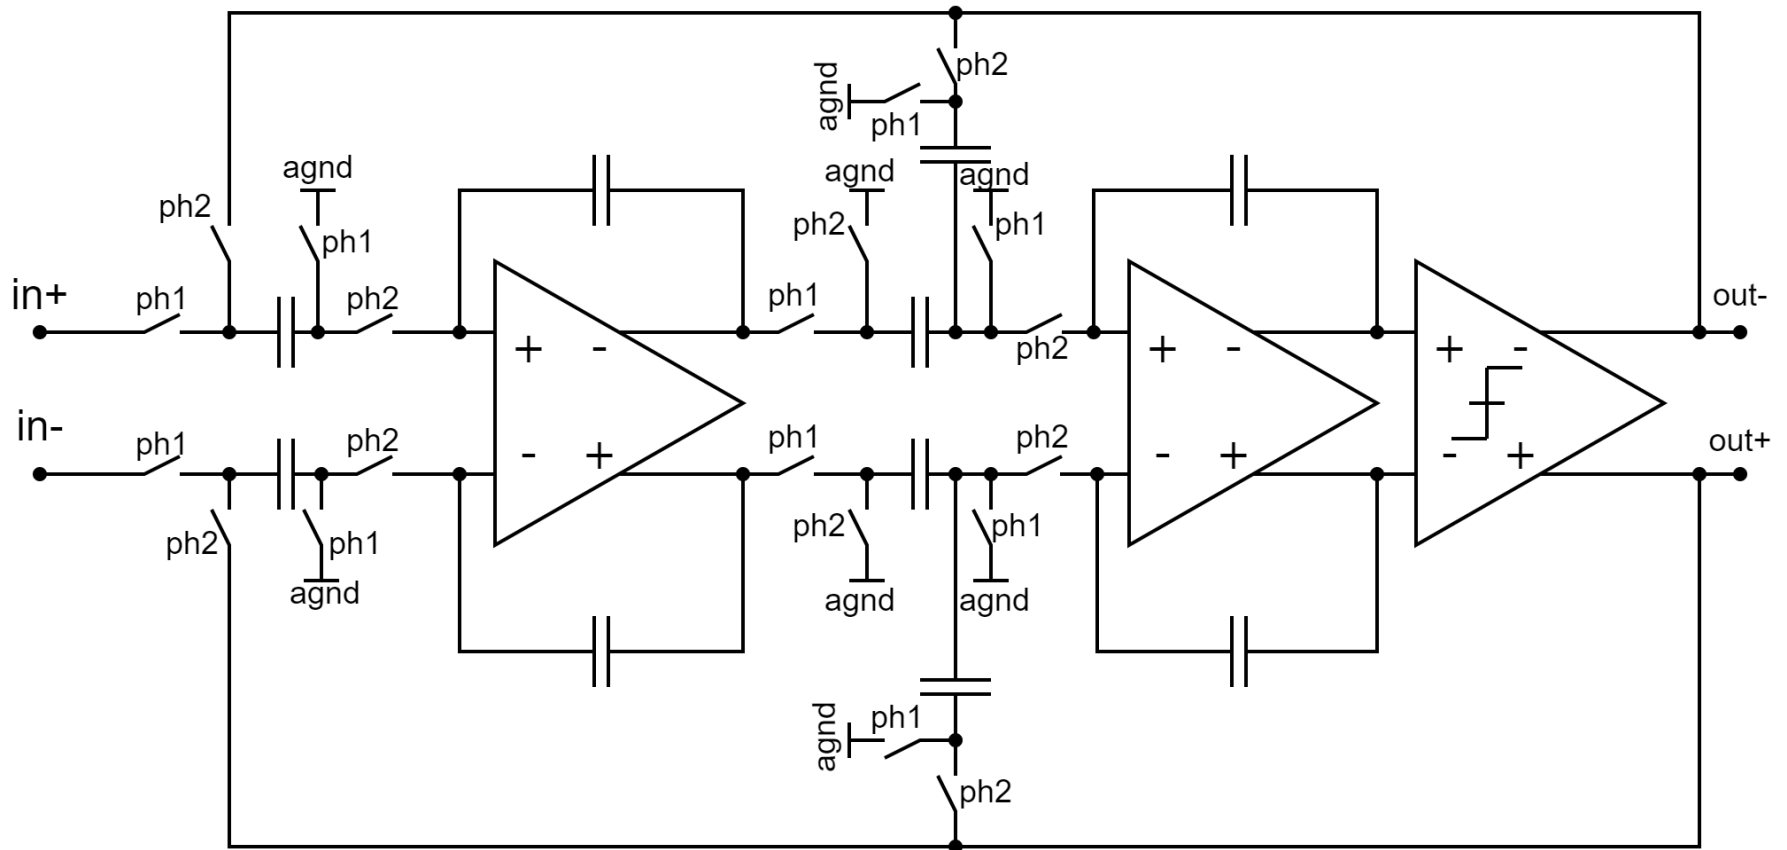 ph2
agnd
ph1
agnd
agnd
agnd
ph2
ph1
ph2
ph1
in+
ph1
ph2
ph1
ph2
out-
+ -
+ -
+ -
in-
ph1
ph2
ph1
ph2
out+
- +
- +
- +
ph2
ph1
ph2
ph1
agnd
agnd
agnd
ph1
agnd
ph2